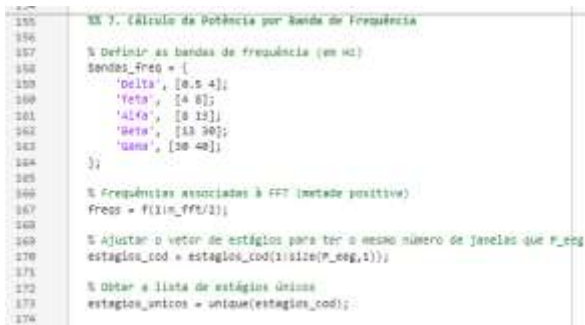 155 %% 7. Cálculo da Potência por Banda de Frequência
156
157 % Definir as bandas de frequência (em Hz)
158 bandas_freq = {
159 'Delta', [0.5 4];
160 'Teta', [4 8];
161 'Alfa', [8 13];
162 'Beta', [13 30];
163 'Gama', [30 40];
164 };
165
166 % Frequências associadas à FFT (metade positiva)
167 freqs = f(1:n_fft/2);
168
169 % Ajustar o vetor de estágios para ter o mesmo número de janelas que P_eeg
170 estagios_cod = estagios_cod(1:size(P_eeg,1));
171
172 % Obter a lista de estágios únicos
173 estagios_unicos = unique(estagios_cod);
174